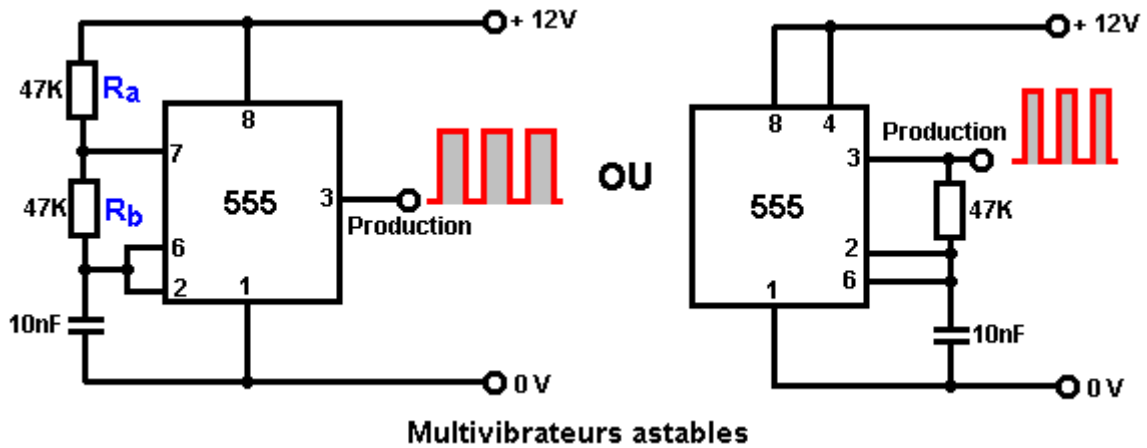 + 12V
47K
Ra
8
7
47K
Rb
555
3
Production
6
2
1
10nF
0 V
OU
+ 12V
8
4
Production
3
555
47K
2
6
1
10nF
0 V
Multivibrateurs astables